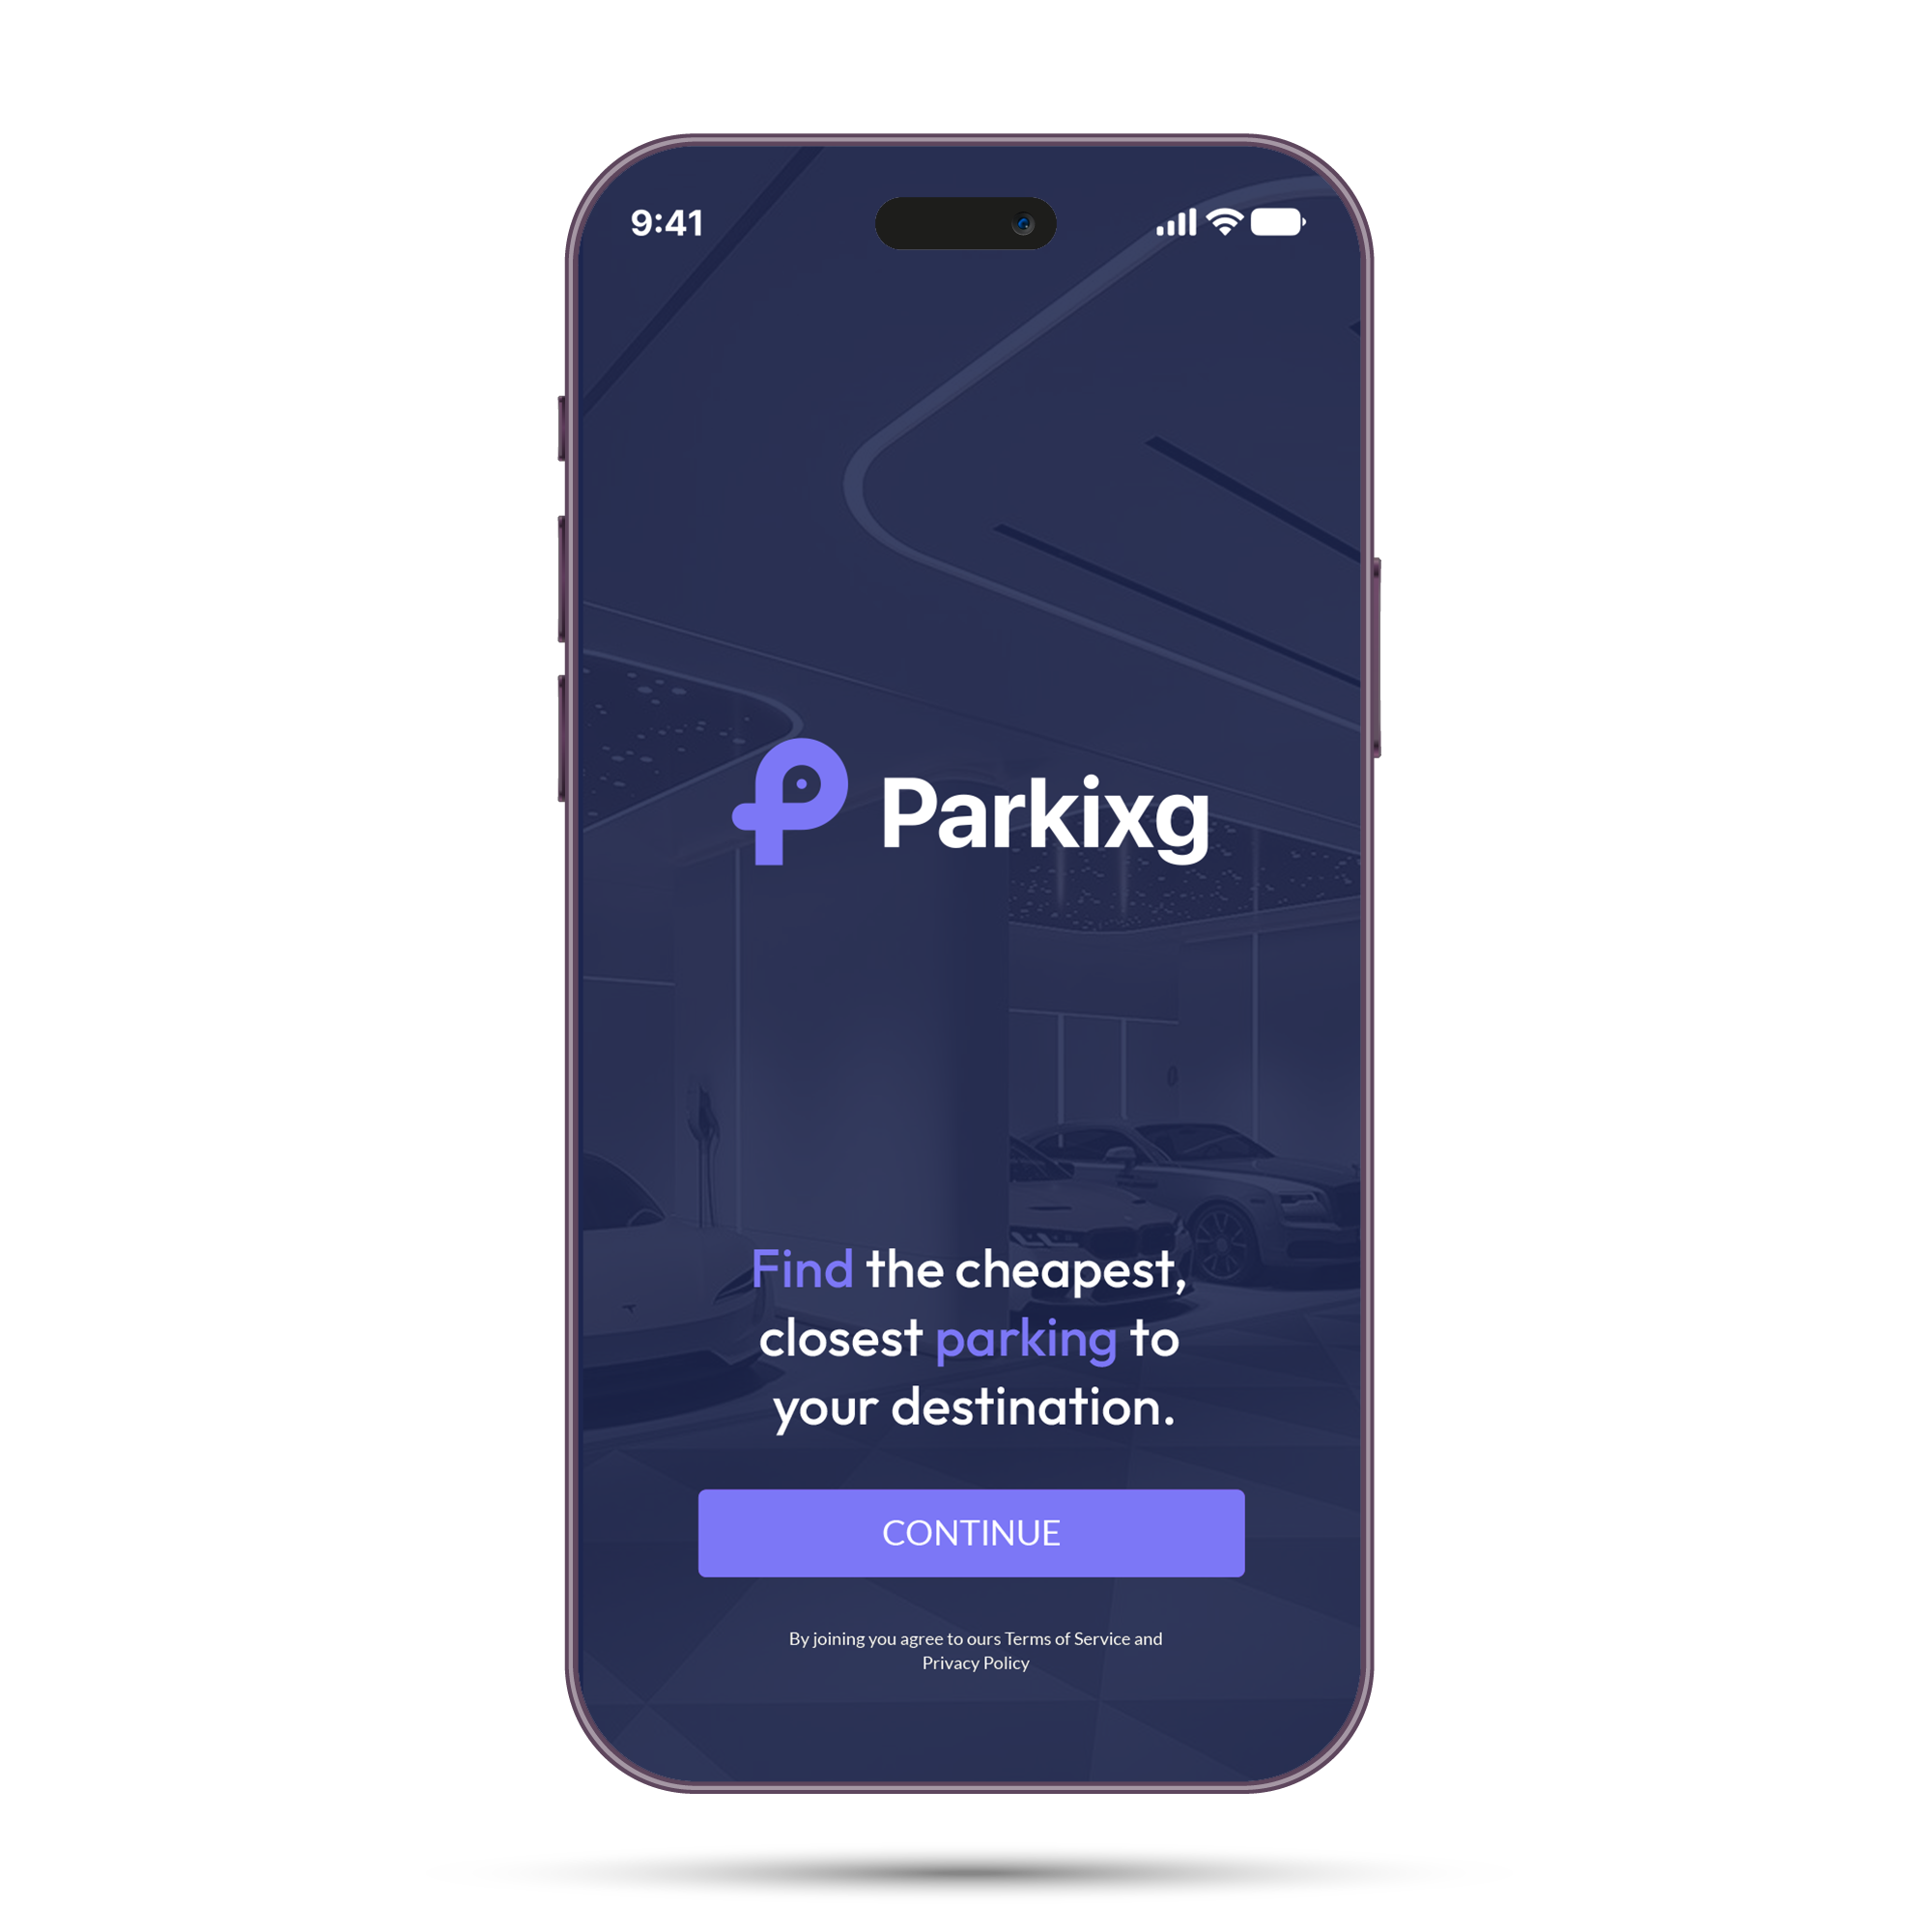 9:41
Parkixg
Find the cheapest,
closest parking to
your destination.
CONTINUE
By joining you agree to ours Terms of Service and
Privacy Policy